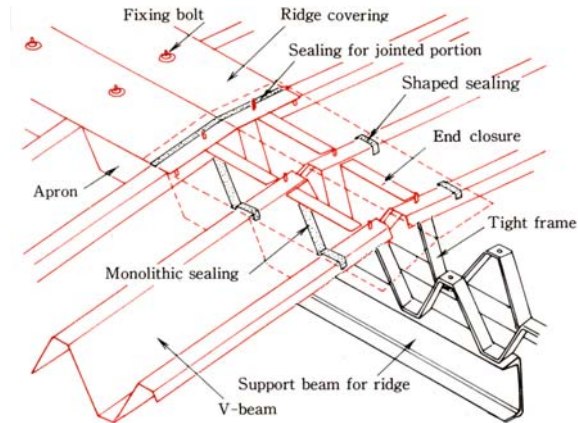 Fixing bolt
Ridge covering
Sealing for jointed portion
Shaped sealing
End closure
Apron
Tight frame
Monolithic sealing
Support beam for ridge
V-beam